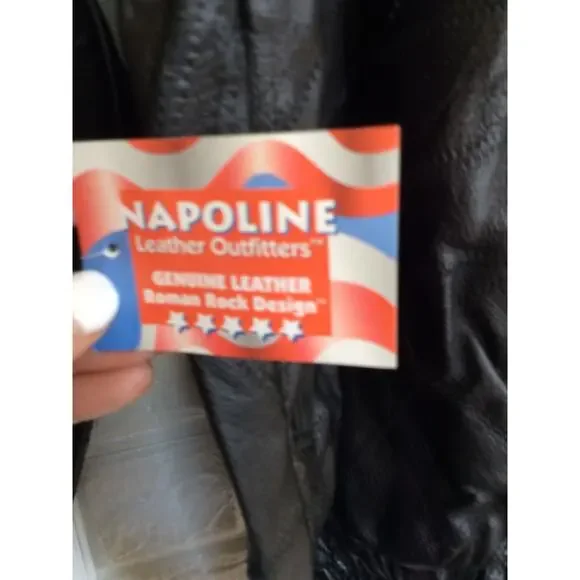 NAPOLINE
Leather Outfitters™
GENUINE LEATHER
Roman Rock Design™